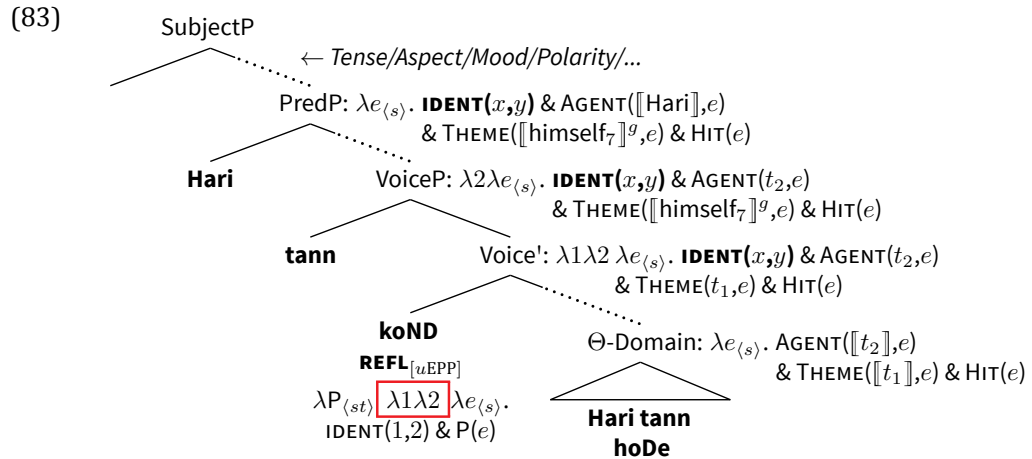 (83)
SubjectP
← Tense/Aspect/Mood/Polarity/...
PredP: λe⟨s⟩. IDENT(x,y) & AGENT(⟦Hari⟧,e)
& THEME(⟦himself₇⟧ᵍ,e) & HIT(e)
Hari
VoiceP: λ2λe⟨s⟩. IDENT(x,y) & AGENT(t₂,e)
& THEME(⟦himself₇⟧ᵍ,e) & HIT(e)
tann
Voice': λ1λ2 λe⟨s⟩. IDENT(x,y) & AGENT(t₂,e)
& THEME(t₁,e) & HIT(e)
koND
REFL[uEPP]
λP⟨st⟩ λ1λ2 λe⟨s⟩.
IDENT(1,2) & P(e)
Θ-Domain: λe⟨s⟩. AGENT(⟦t₂⟧,e)
& THEME(⟦t₁⟧,e) & HIT(e)
Hari tann
hoDe